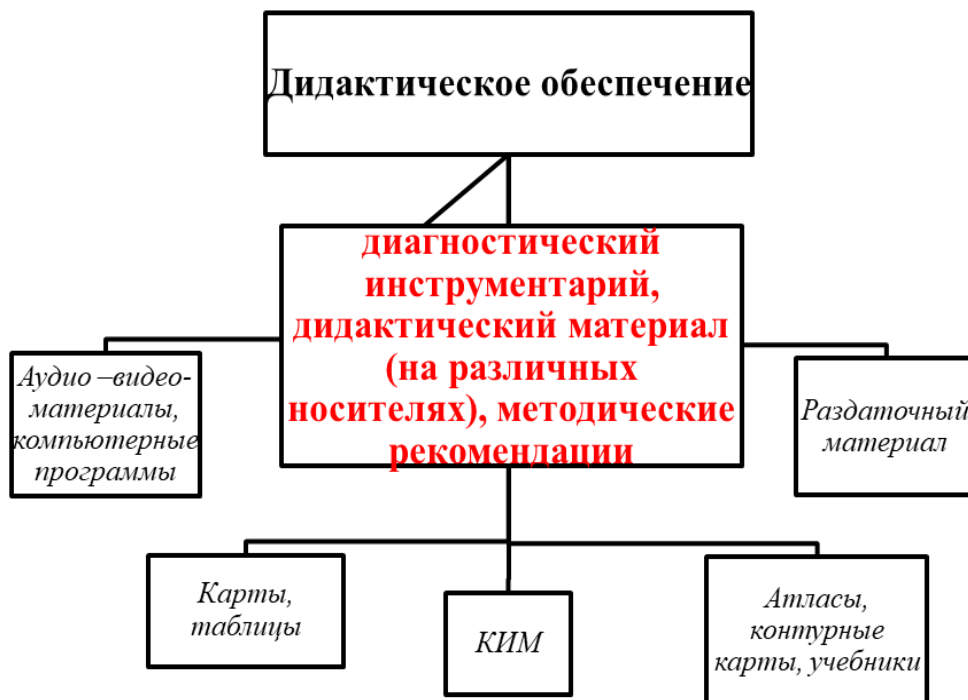 Дидактическое обеспечение
диагностический
инструментарий,
дидактический материал
(на различных
носителях), методические
рекомендации
Аудио –видео-
материалы,
компьютерные
программы
Раздаточный
материал
Карты,
таблицы
КИМ
Атласы,
контурные
карты, учебники